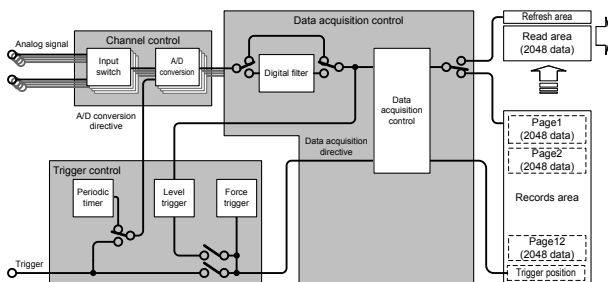 Data acquisition control
Refresh area
Read area
(2048 data)
Analog signal
Channel control
Input
switch
A/D
conversion
Digital filter
Data
acquisition
control
A/D conversion
directive
Data acquisition
directive
Page1
(2048 data)
Page2
(2048 data)
Records area
Page12
(2048 data)
Trigger position
Trigger control
Periodic
timer
Level
trigger
Force
trigger
Trigger